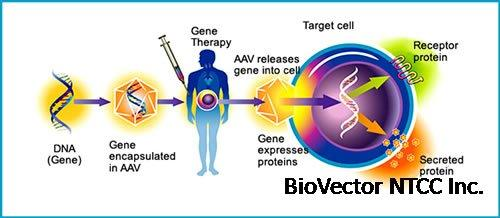 DNA
(Gene)
Gene
encapsulated
in AAV
Gene
Therapy
AAV releases
gene into cell
Gene
expresses
proteins
Target cell
Receptor
protein
Secreted
protein
BioVector NTCC Inc.